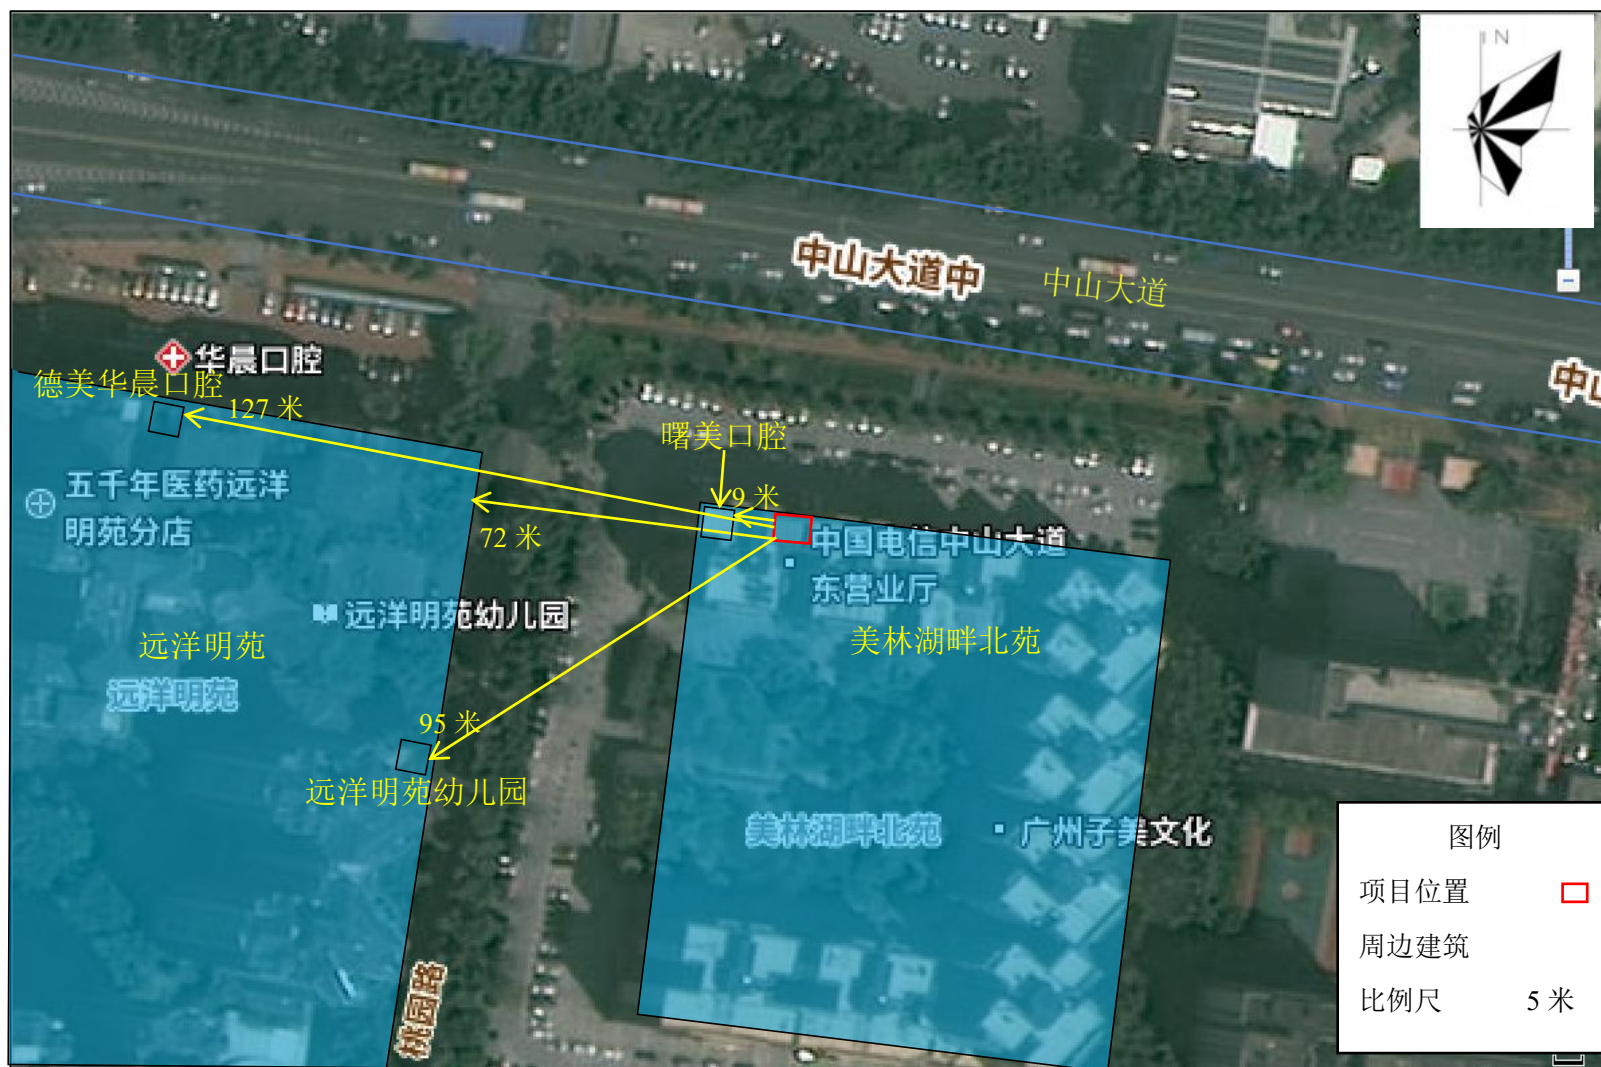 N
中山大道中
中山大道
中山
华晨口腔
德美华晨口腔
127 米
曙美口腔
9 米
五千年医药远洋
明苑分店
72 米
中国电信中山大道
东营业厅
远洋明苑幼儿园
远洋明苑
美林湖畔北苑
远洋明苑
95 米
远洋明苑幼儿园
美林湖畔北苑
广州子美文化
桃园路
图例
项目位置
周边建筑
比例尺 5 米